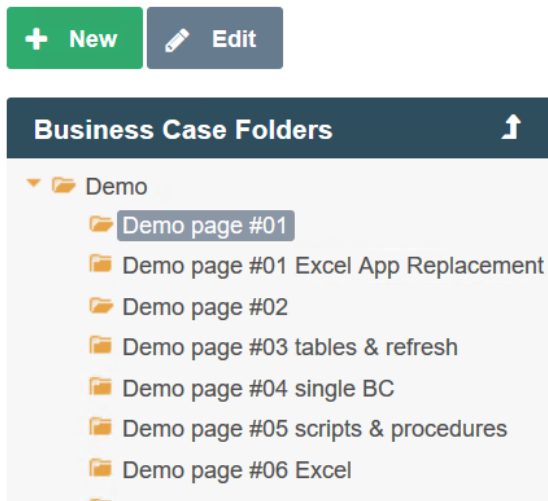 New Edit
Business Case Folders
Demo
Demo page #01
Demo page #01 Excel App Replacement
Demo page #02
Demo page #03 tables & refresh
Demo page #04 single BC
Demo page #05 scripts & procedures
Demo page #06 Excel